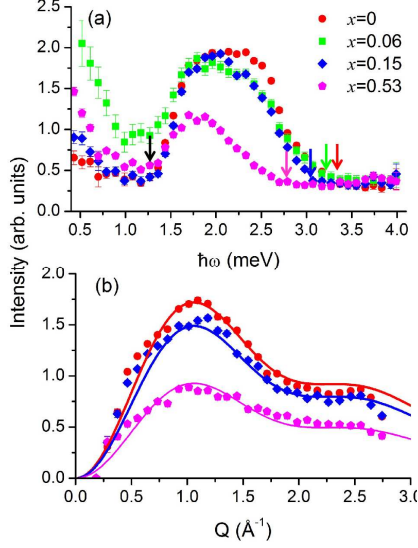 (a)
x=0
x=0.06
x=0.15
x=0.53
2.5
2.0
1.5
1.0
0.5
0.0
0.5 1.0 1.5 2.0 2.5 3.0 3.5 4.0
ħω (meV)
Intensity (arb. units)
(b)
2.0
1.5
1.0
0.5
0.0
0.0 0.5 1.0 1.5 2.0 2.5 3.0
Q (Å⁻¹)